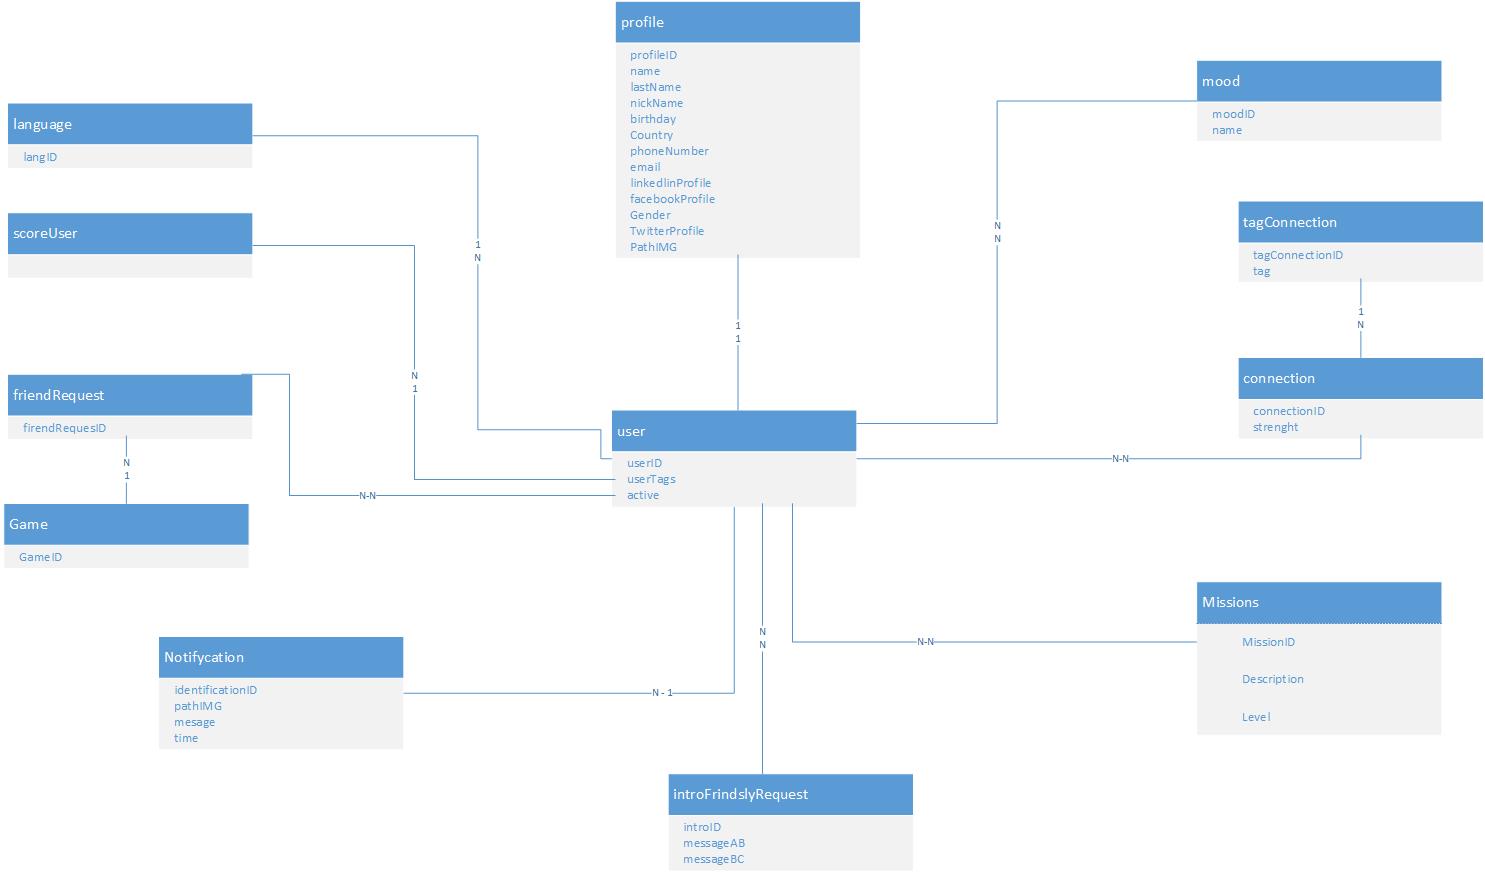 profile
profileID
name
lastName
nickName
birthday
Country
phoneNumber
email
linkedlinProfile
facebookProfile
Gender
TwitterProfile
PathIMG
mood
moodID
name
language
langID
scoreUser
tagConnection
tagConnectionID
tag
1
N
N
N
1
N
1
1
N
1
friendRequest
firendRequesID
connection
connectionID
strenght
user
userID
userTags
active
N
1
N-N
N-N
Game
GameID
Missions
MissionID
Description
Level
N
N
N-N
Notifycation
identificationID
pathIMG
mesage
time
N - 1
introFrindslyRequest
introID
messageAB
messageBC